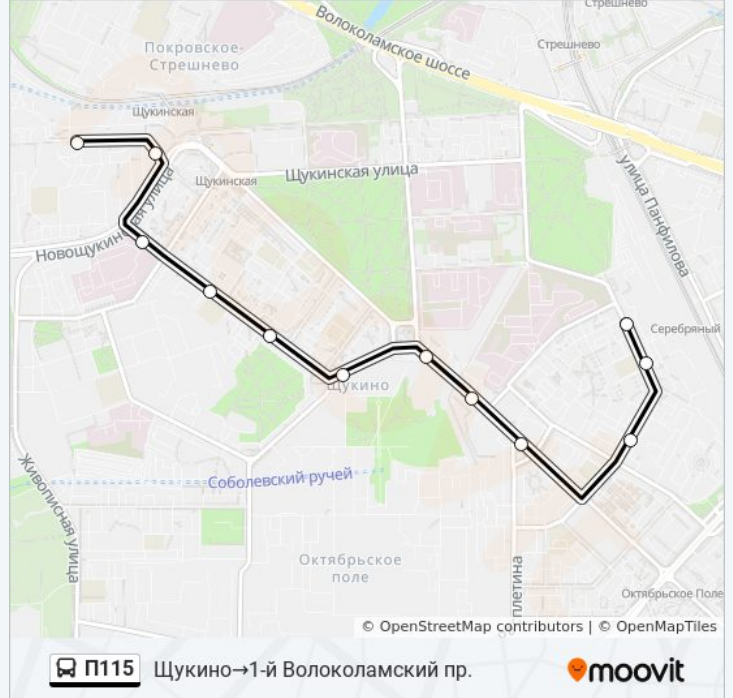 Стрешнево
Волоколамское шоссе
Стрешнево
Покровское-
Стрешнево
Щукинская
Щукинская
Щукинская улица
улица Панфилова
Новощукинская улица
Серебряный
Щукино
Соболевский ручей
Живописная улица
Октябрьское
поле
плетина
Октябрьское Поле
© OpenStreetMap contributors | © OpenMapTiles
П115 Щукино→1-й Волоколамский пр. moovit